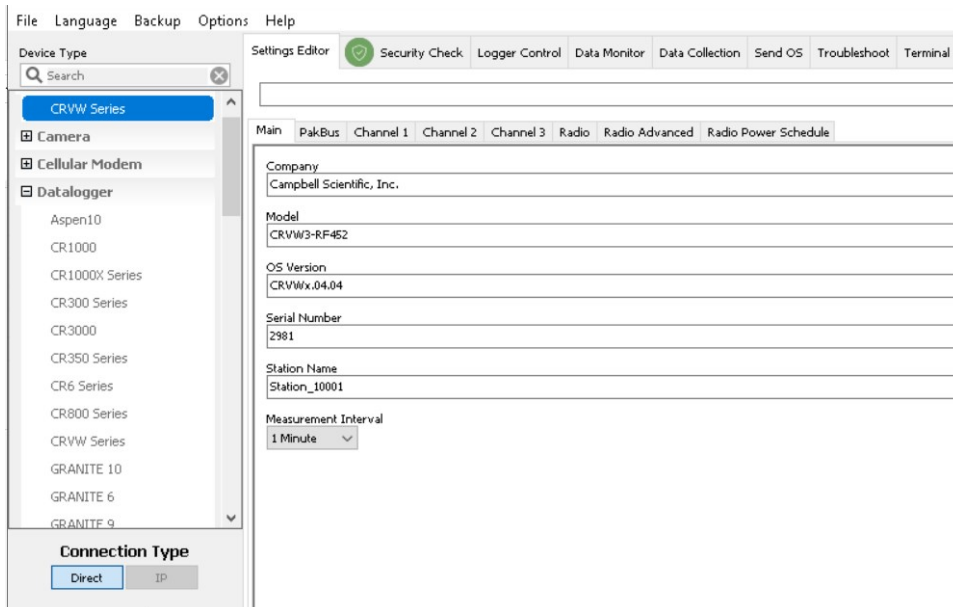 File Language Backup Options Help
Device Type
Search
CRVW Series
Camera
Cellular Modem
Datalogger
Aspen10
CR1000
CR1000X Series
CR300 Series
CR3000
CR350 Series
CR6 Series
CR800 Series
CRVW Series
GRANITE 10
GRANITE 6
GRANITE 9
Connection Type
Direct IP
Settings Editor Security Check Logger Control Data Monitor Data Collection Send OS Troubleshoot Terminal
Main PakBus Channel 1 Channel 2 Channel 3 Radio Radio Advanced Radio Power Schedule
Company
Campbell Scientific, Inc.
Model
CRVW3-RF452
OS Version
CRVWx.04.04
Serial Number
2981
Station Name
Station_10001
Measurement Interval
1 Minute